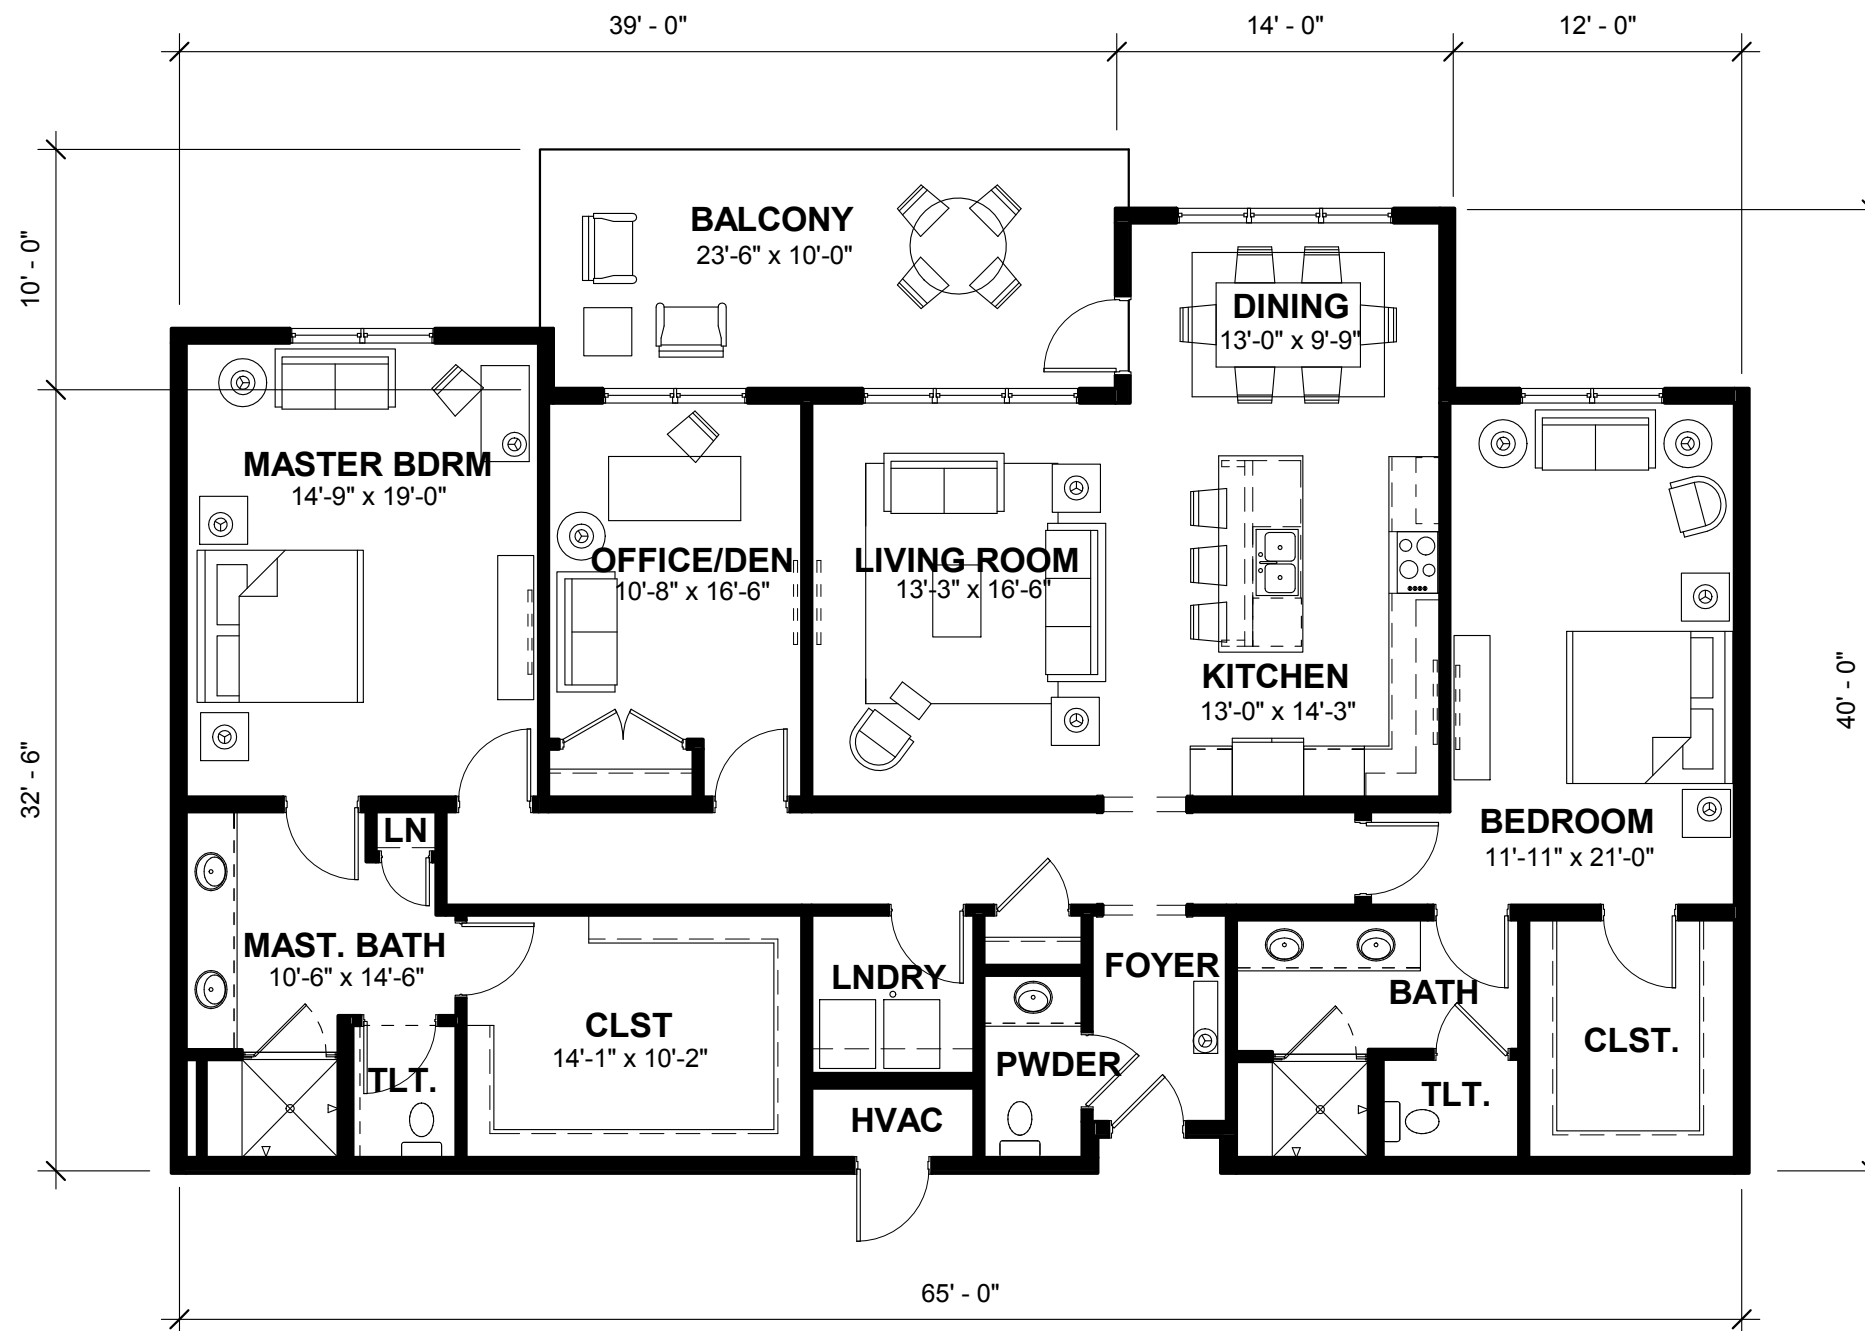 39' - 0"
14' - 0"
12' - 0"
10' - 0"
32' - 6"
40' - 0"
BALCONY
23'-6" x 10'-0"
DINING
13'-0" x 9'-9"
MASTER BDRM
14'-9" x 19'-0"
OFFICE/DEN
10'-8" x 16'-6"
LIVING ROOM
13'-3" x 16'-6"
KITCHEN
13'-0" x 14'-3"
BEDROOM
11'-11" x 21'-0"
LN
MAST. BATH
10'-6" x 14'-6"
CLST
14'-1" x 10'-2"
LNDRY
FOYER
BATH
CLST.
PWDER
TLT.
TLT.
HVAC
65' - 0"